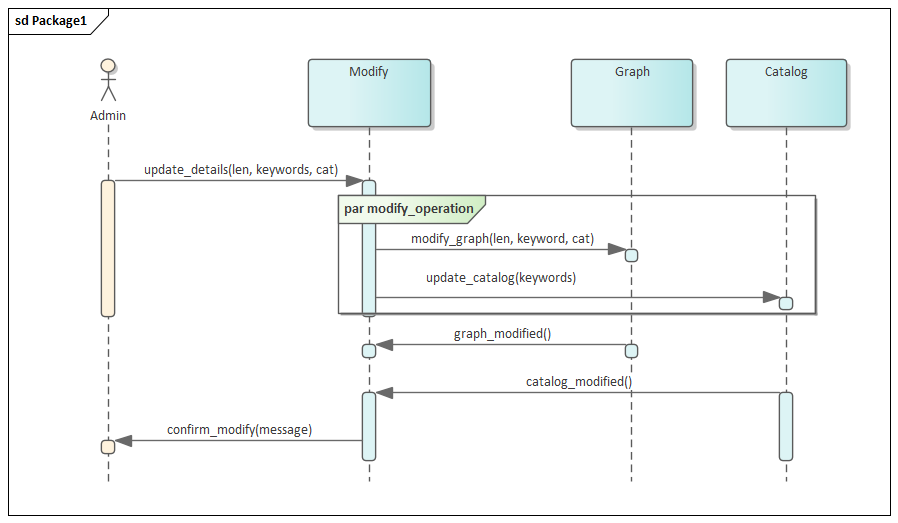 sd Package1
Modify
Graph
Catalog
Admin
update_details(len, keywords, cat)
par modify_operation
modify_graph(len, keyword, cat)
update_catalog(keywords)
graph_modified()
catalog_modified()
confirm_modify(message)